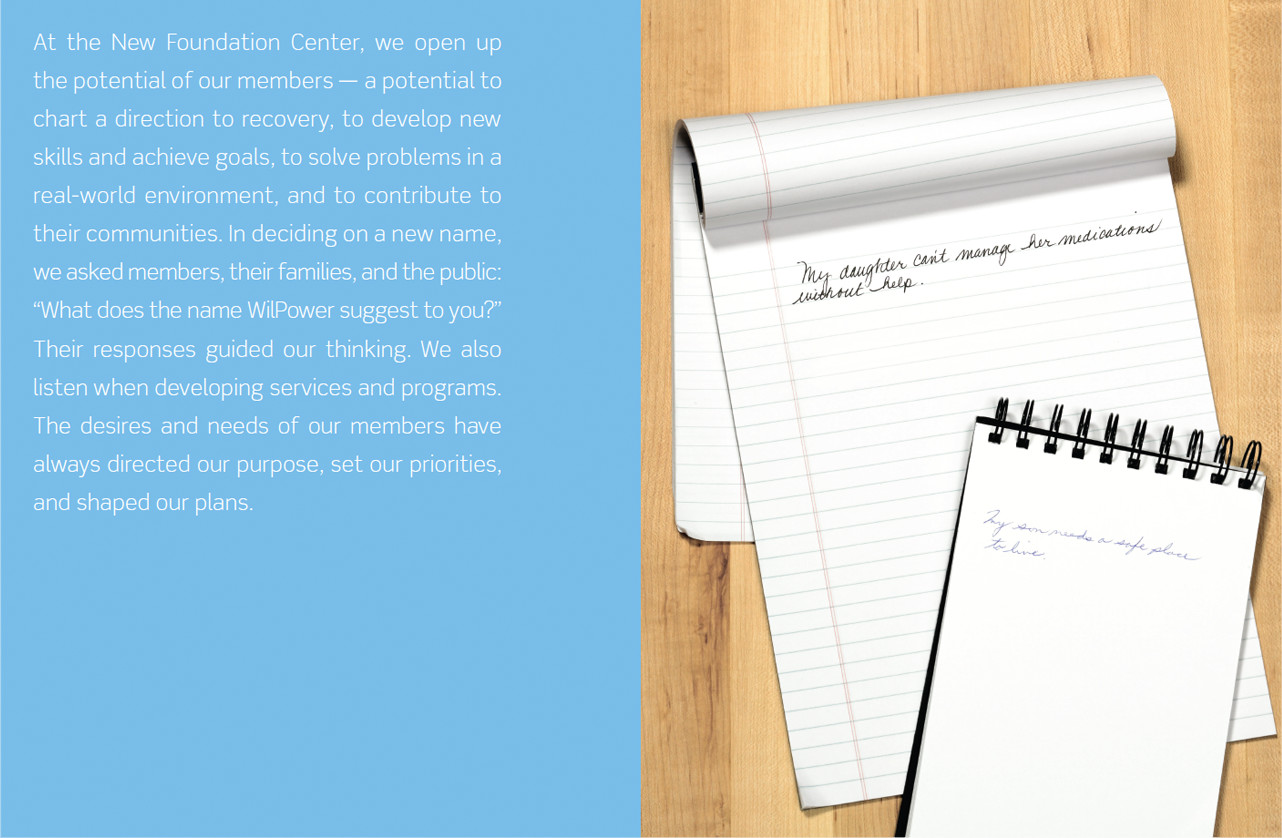 At the New Foundation Center, we open up
the potential of our members — a potential to
chart a direction to recovery, to develop new
skills and achieve goals, to solve problems in a
real-world environment, and to contribute to
their communities. In deciding on a new name,
we asked members, their families, and the public:
“What does the name WilPower suggest to you?”
Their responses guided our thinking. We also
listen when developing services and programs.
The desires and needs of our members have
always directed our purpose, set our priorities,
and shaped our plans.
My daughter can't manage her medications
without help.
My son needs a safe place
to live.